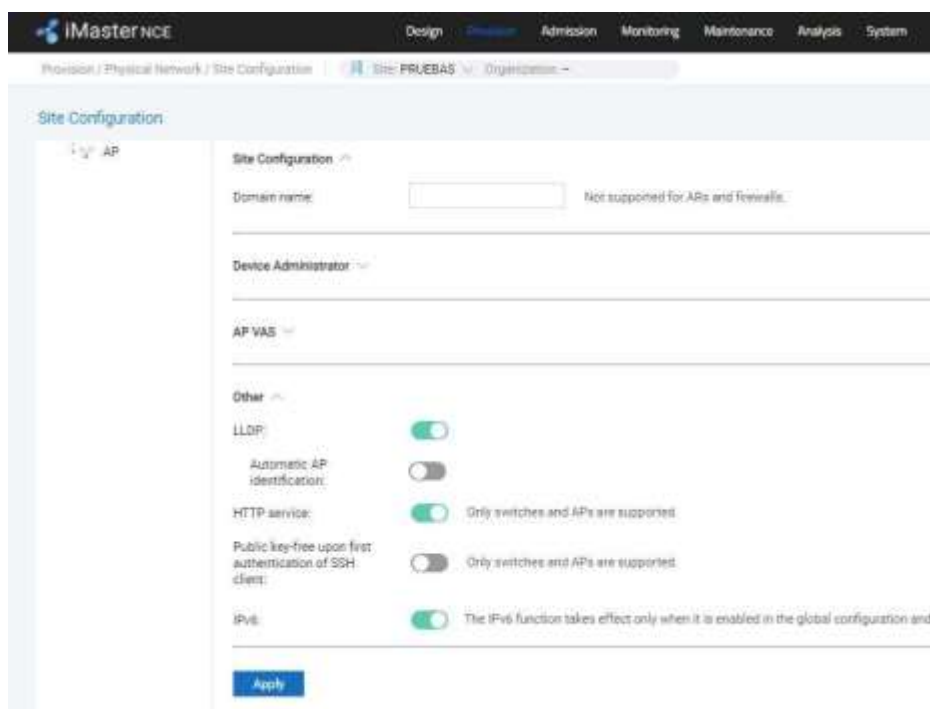 iMaster NCE
Design Provision Admission Monitoring Maintenance Analysis System
Provision / Physical Network / Site Configuration Site: PRUEBAS Organization: --
Site Configuration
AP
Site Configuration
Domain name: Not supported for ARs and firewalls.
Device Administrator
AP VAS
Other
LLDP:
Automatic AP
identification:
HTTP service: Only switches and APs are supported.
Public key-free upon first
authentication of SSH
client:
Only switches and APs are supported.
IPv6: The IPv6 function takes effect only when it is enabled in the global configuration and
Apply